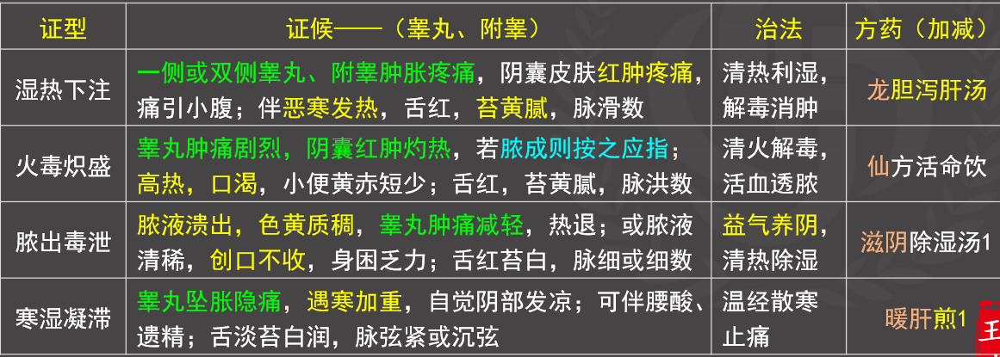 证型 证候——（睾丸、附睾） 治法 方药（加减）
湿热下注
一侧或双侧睾丸、附睾肿胀疼痛，阴囊皮肤红肿疼痛，
痛引小腹；伴恶寒发热，舌红，苔黄腻，脉滑数
清热利湿，
解毒消肿
龙胆泻肝汤
火毒炽盛
睾丸肿痛剧烈，阴囊红肿灼热，若脓成则按之应指；
高热，口渴，小便黄赤短少；舌红，苔黄腻，脉洪数
清火解毒，
活血透脓
仙方活命饮
脓出毒泄
脓液溃出，色黄质稠，睾丸肿痛减轻，热退；或脓液
清稀，创口不收，身困乏力；舌红苔白，脉细或细数
益气养阴，
清热除湿
滋阴除湿汤1
寒湿凝滞
睾丸坠胀隐痛，遇寒加重，自觉阴部发凉；可伴腰酸、
遗精；舌淡苔白润，脉弦紧或沉弦
温经散寒
止痛
暖肝煎1
王